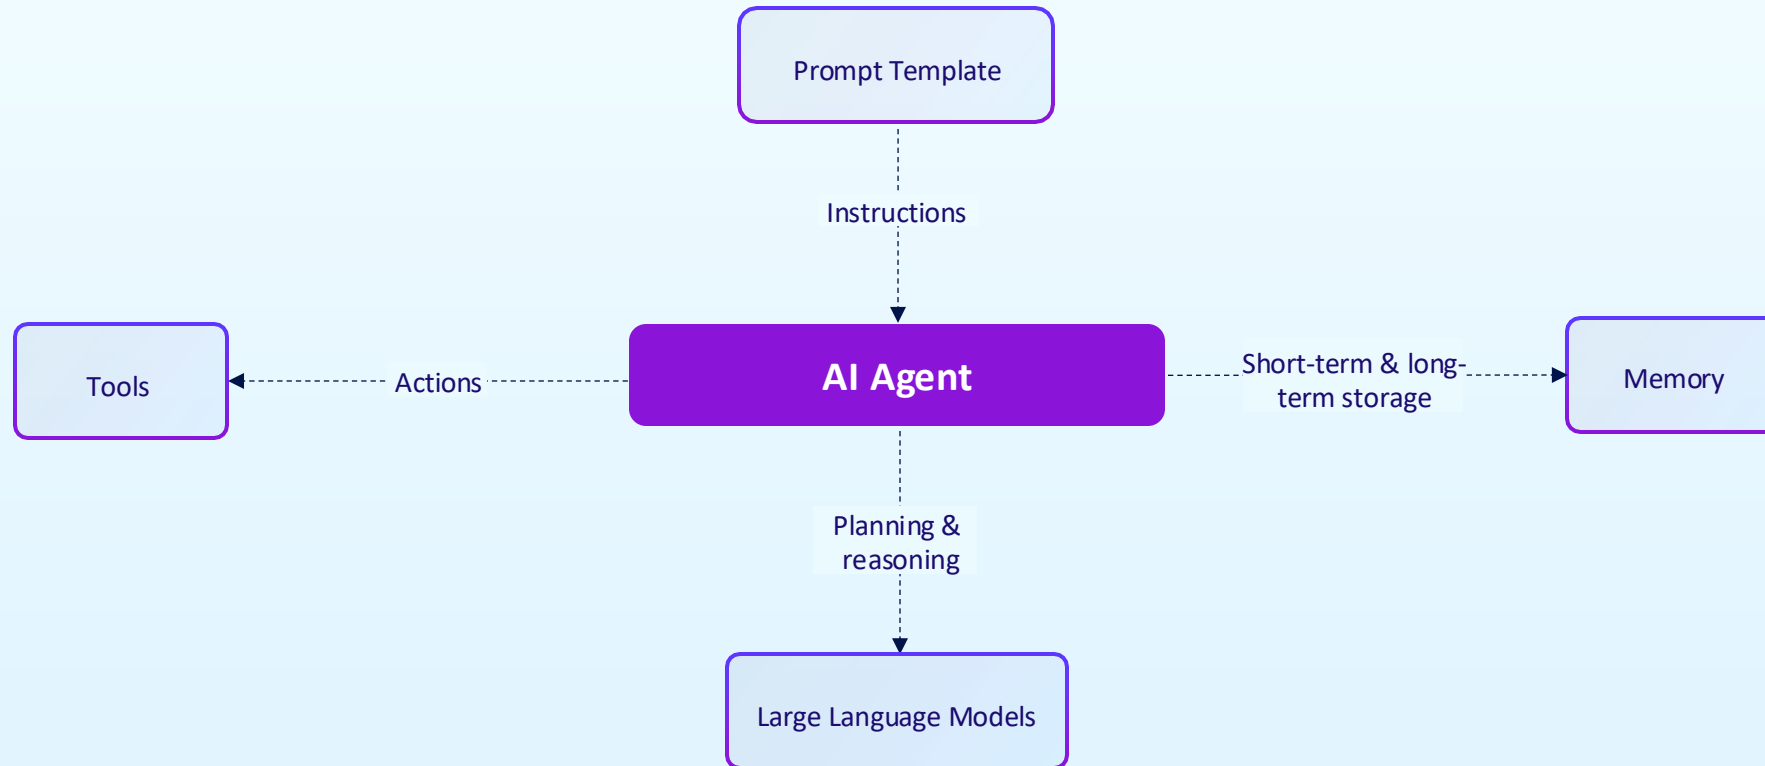 Prompt Template
Instructions
Tools
Actions
AI Agent
Short-term & long-
term storage
Memory
Planning &
reasoning
Large Language Models